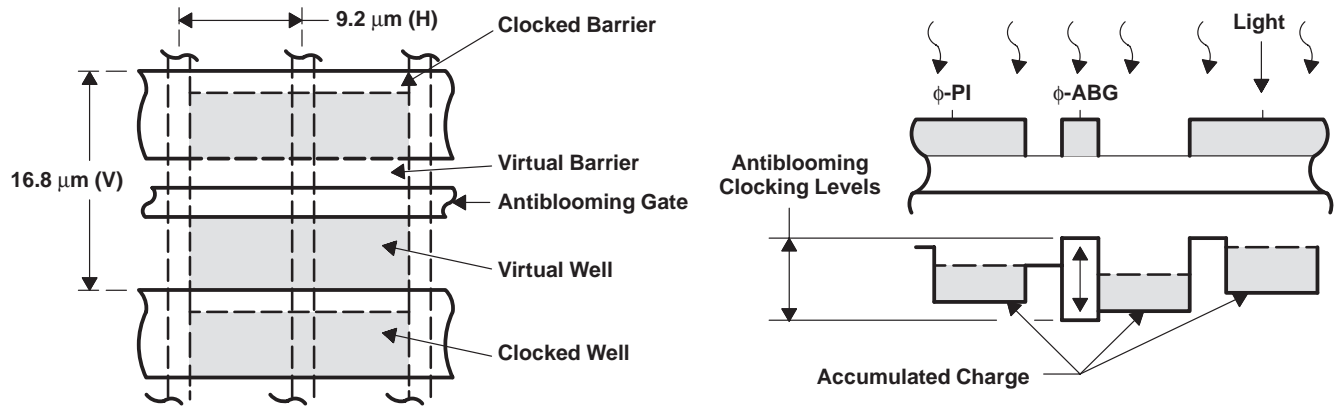 9.2 μm (H)
Clocked Barrier
16.8 μm (V)
Virtual Barrier
Antiblooming Gate
Virtual Well
Clocked Well
Light
ϕ-PI
ϕ-ABG
Antiblooming
Clocking Levels
Accumulated Charge